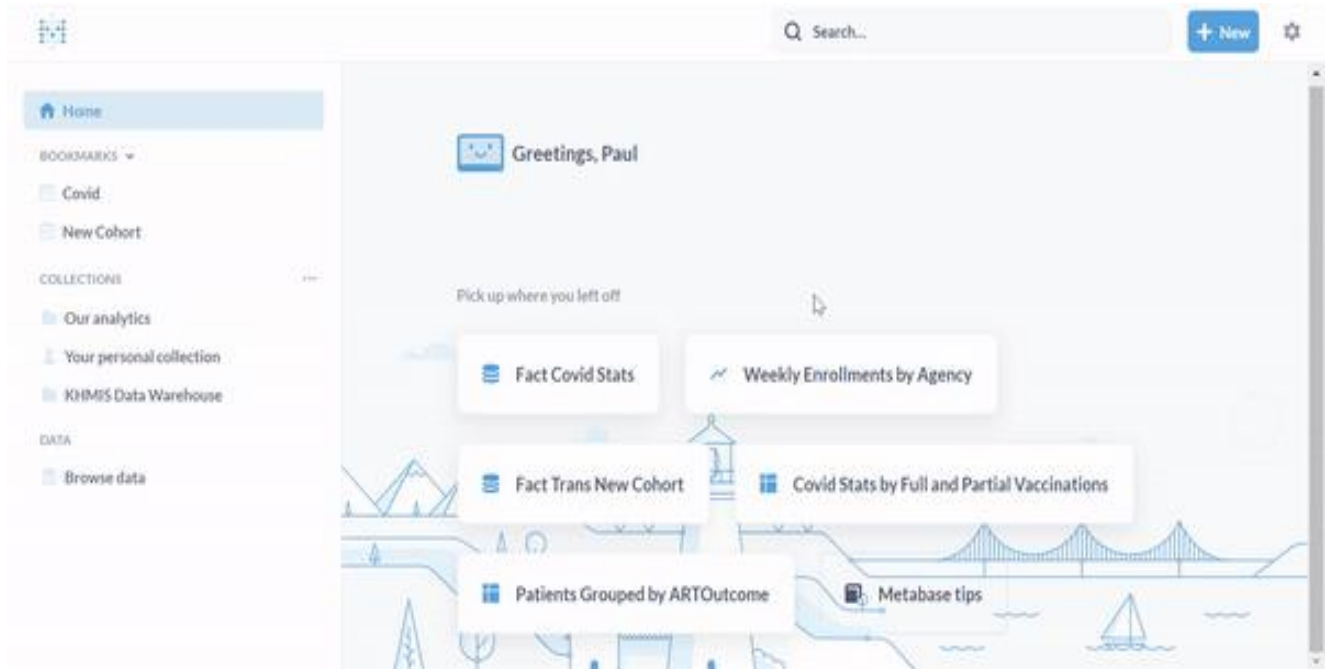 Search...
+ New
Home
BOOKMARKS
Covid
New Cohort
COLLECTIONS
...
Our analytics
Your personal collection
KHMIS Data Warehouse
DATA
Browse data
Greetings, Paul
Pick up where you left off
Fact Covid Stats
Weekly Enrollments by Agency
Fact Trans New Cohort
Covid Stats by Full and Partial Vaccinations
Patients Grouped by ARTOutcome
Metabase tips